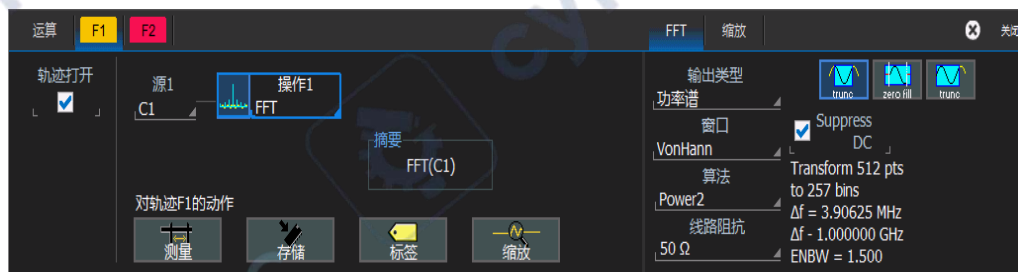 运算 F1 F2 FFT 缩放 关闭
轨迹打开
源1
C1
操作1
FFT
摘要
FFT(C1)
对轨迹F1的动作
测量 存储 标签 缩放
输出类型
功率谱
窗口
VonHann
算法
Power2
线路阻抗
50 Ω
trunc zero fill trunc
Suppress
DC
Transform 512 pts
to 257 bins
Δf = 3.90625 MHz
Δf - 1.000000 GHz
ENBW = 1.500